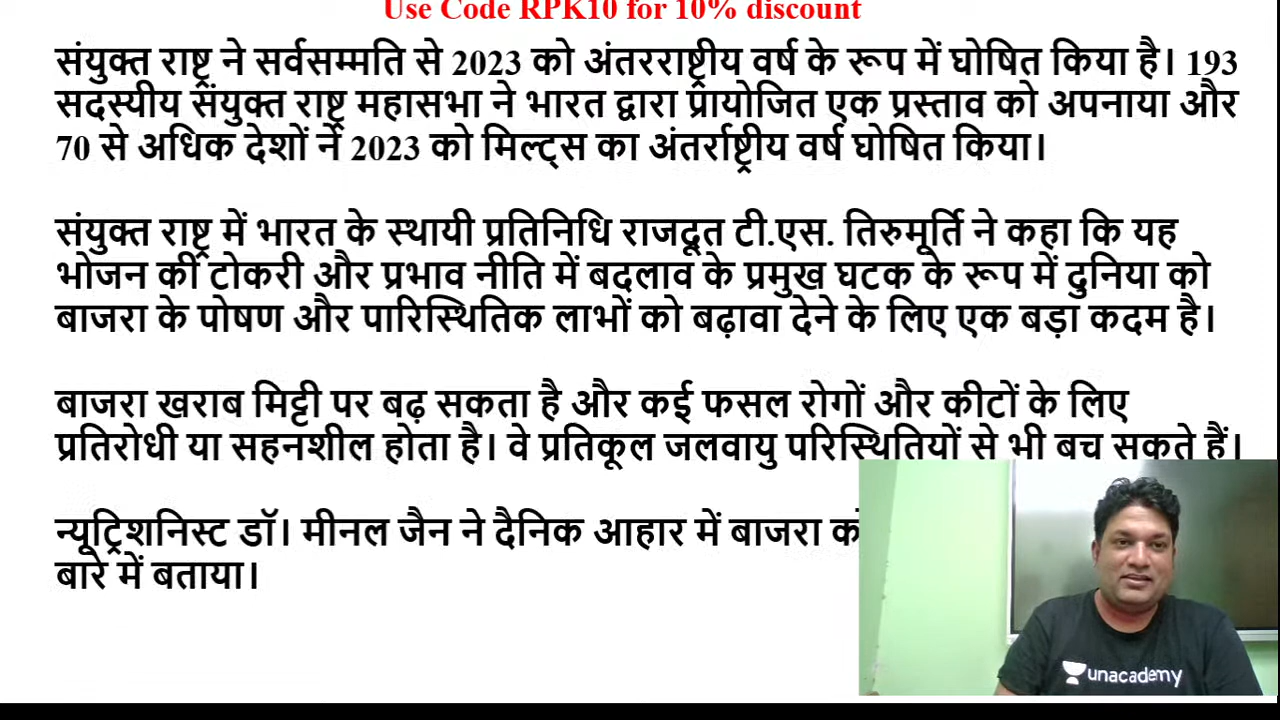 Use Code RPK10 for 10% discount
संयुक्त राष्ट्र ने सर्वसम्मति से 2023 को अंतरराष्ट्रीय वर्ष के रूप में घोषित किया है। 193
सदस्यीय संयुक्त राष्ट्र महासभा ने भारत द्वारा प्रायोजित एक प्रस्ताव को अपनाया और
70 से अधिक देशों ने 2023 को मिल्ट्स का अंतर्राष्ट्रीय वर्ष घोषित किया।
संयुक्त राष्ट्र में भारत के स्थायी प्रतिनिधि राजदूत टी.एस. तिरुमूर्ति ने कहा कि यह
भोजन की टोकरी और प्रभाव नीति में बदलाव के प्रमुख घटक के रूप में दुनिया को
बाजरा के पोषण और पारिस्थितिक लाभों को बढ़ावा देने के लिए एक बड़ा कदम है।
बाजरा खराब मिट्टी पर बढ़ सकता है और कई फसल रोगों और कीटों के लिए
प्रतिरोधी या सहनशील होता है। वे प्रतिकूल जलवायु परिस्थितियों से भी बच सकते हैं।
न्यूट्रिशनिस्ट डॉ। मीनल जैन ने दैनिक आहार में बाजरा
बारे में बताया।
unacademy